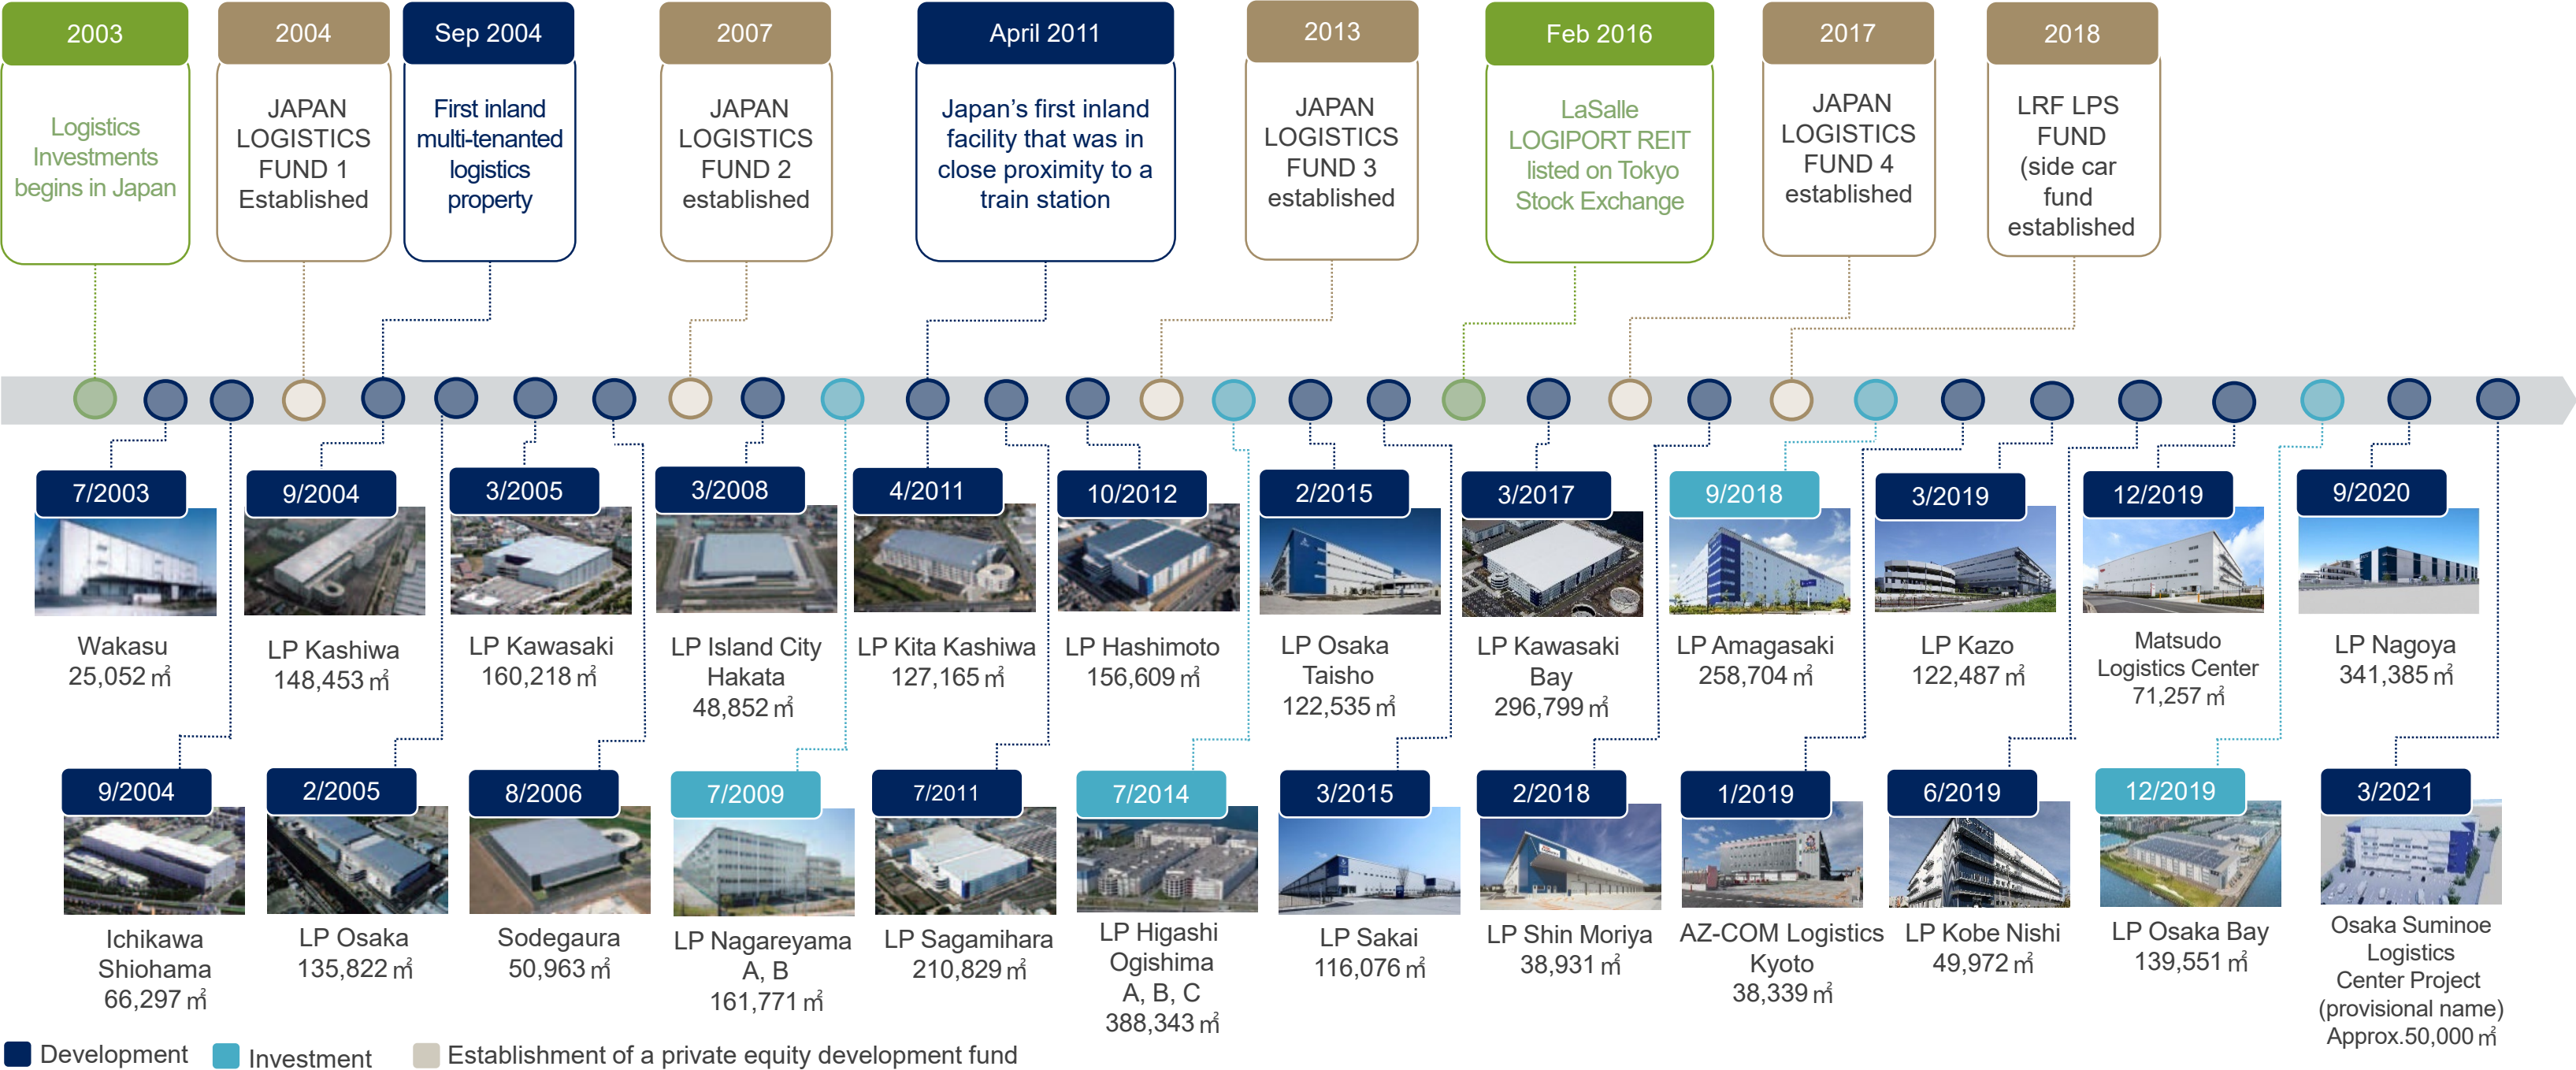 2003
Logistics
Investments
begins in Japan
2004
JAPAN
LOGISTICS
FUND 1
Established
Sep 2004
First inland
multi-tenanted
logistics
property
2007
JAPAN
LOGISTICS
FUND 2
established
April 2011
Japan’s first inland
facility that was in
close proximity to a
train station
2013
JAPAN
LOGISTICS
FUND 3
established
Feb 2016
LaSalle
LOGIPORT REIT
listed on Tokyo
Stock Exchange
2017
JAPAN
LOGISTICS
FUND 4
established
2018
LRF LPS
FUND
(side car
fund
established
7/2003
Wakasu
25,052 ㎡
9/2004
LP Kashiwa
148,453 ㎡
3/2005
LP Kawasaki
160,218 ㎡
3/2008
LP Island City
Hakata
48,852 ㎡
4/2011
LP Kita Kashiwa
127,165 ㎡
10/2012
LP Hashimoto
156,609 ㎡
2/2015
LP Osaka
Taisho
122,535 ㎡
3/2017
LP Kawasaki
Bay
296,799 ㎡
9/2018
LP Amagasaki
258,704 ㎡
3/2019
LP Kazo
122,487 ㎡
12/2019
Matsudo
Logistics Center
71,257 ㎡
9/2020
LP Nagoya
341,385 ㎡
9/2004
Ichikawa
Shiohama
66,297 ㎡
2/2005
LP Osaka
135,822 ㎡
8/2006
Sodegaura
50,963 ㎡
7/2009
LP Nagareyama
A, B
161,771 ㎡
7/2011
LP Sagamihara
210,829 ㎡
7/2014
LP Higashi
Ogishima
A, B, C
388,343 ㎡
3/2015
LP Sakai
116,076 ㎡
2/2018
LP Shin Moriya
38,931 ㎡
1/2019
AZ-COM Logistics
Kyoto
38,339 ㎡
6/2019
LP Kobe Nishi
49,972 ㎡
12/2019
LP Osaka Bay
139,551 ㎡
3/2021
Osaka Suminoe
Logistics
Center Project
(provisional name)
Approx.50,000 ㎡
Development
Investment
Establishment of a private equity development fund